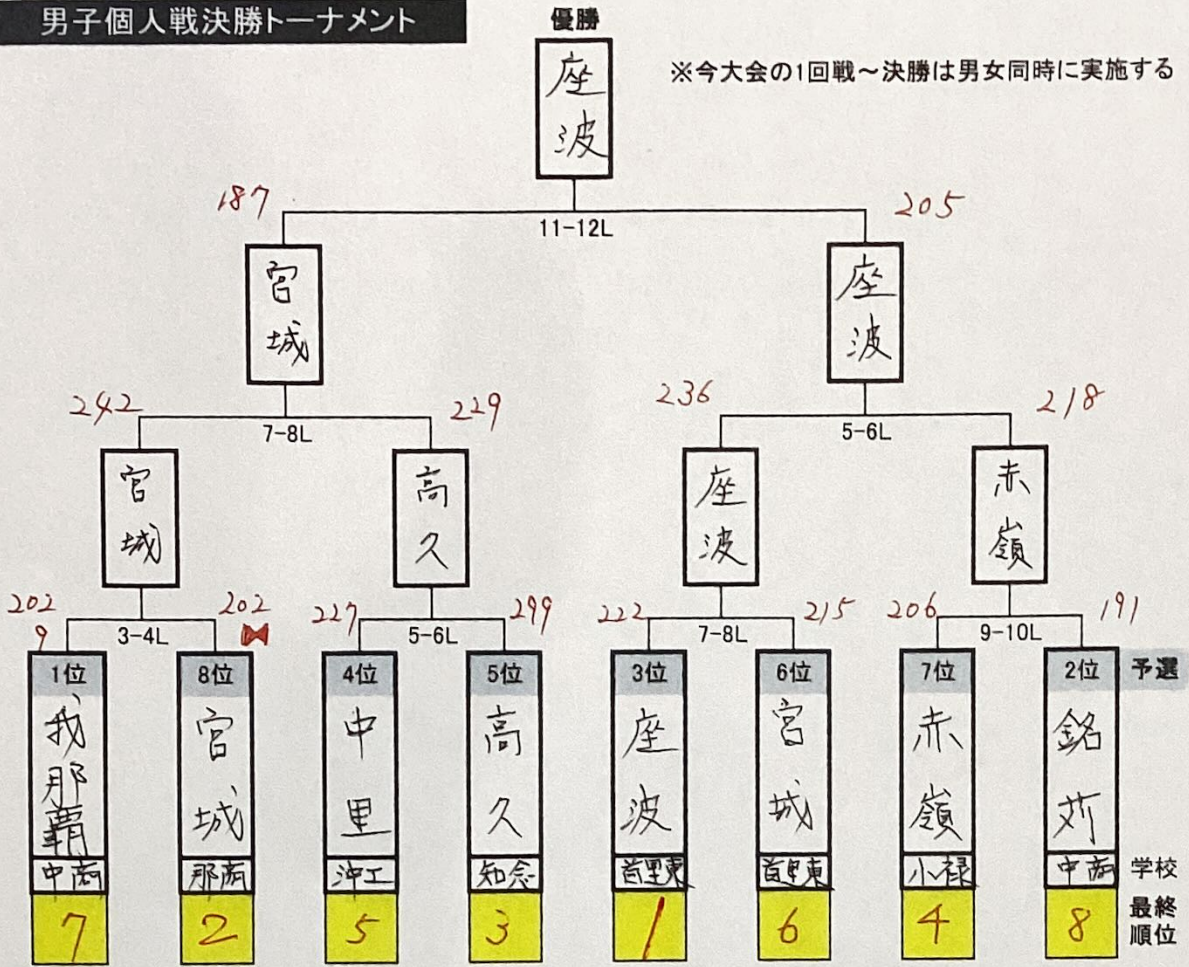 男子個人戦決勝トーナメント
優勝
座波
※今大会の1回戦～決勝は男女同時に実施する
187
205
11-12L
宮城
座波
242
229
236
218
7-8L
5-6L
宮城
高久
座波
赤嶺
202
202
227
299
222
215
206
191
9
3-4L
5-6L
7-8L
9-10L
1位
8位
4位
5位
3位
6位
7位
2位
予選
我那覇
宮城
中里
高久
座波
宮城
赤嶺
銘苅
中商
那商
沖工
知念
首里東
首里東
小禄
中商
学校
7
2
5
3
1
6
4
8
最終
順位